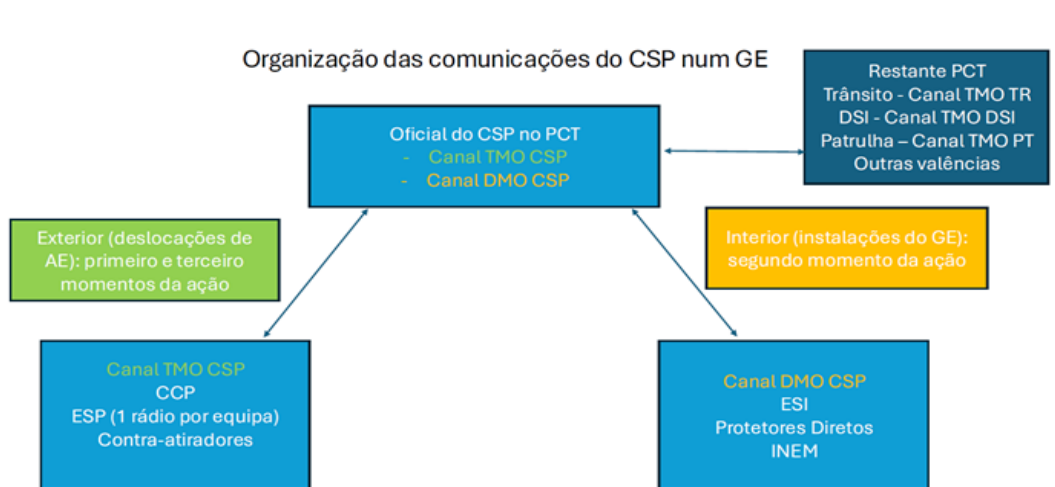 Organização das comunicações do CSP num GE
Restante PCT
Trânsito - Canal TMO TR
DSI - Canal TMO DSI
Patrulha – Canal TMO PT
Outras valências
Oficial do CSP no PCT
- Canal TMO CSP
- Canal DMO CSP
Exterior (deslocações de
AE): primeiro e terceiro
momentos da ação
Interior (instalações do GE):
segundo momento da ação
Canal TMO CSP
CCP
ESP (1 rádio por equipa)
Contra-atiradores
Canal DMO CSP
ESI
Protetores Diretos
INEM